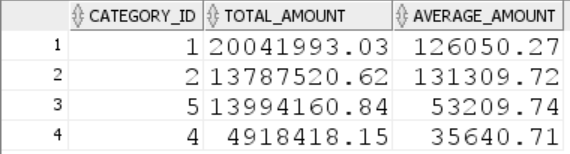 CATEGORY_ID TOTAL_AMOUNT AVERAGE_AMOUNT
1 1 20041993.03 126050.27
2 2 13787520.62 131309.72
3 5 13994160.84 53209.74
4 4 4918418.15 35640.71